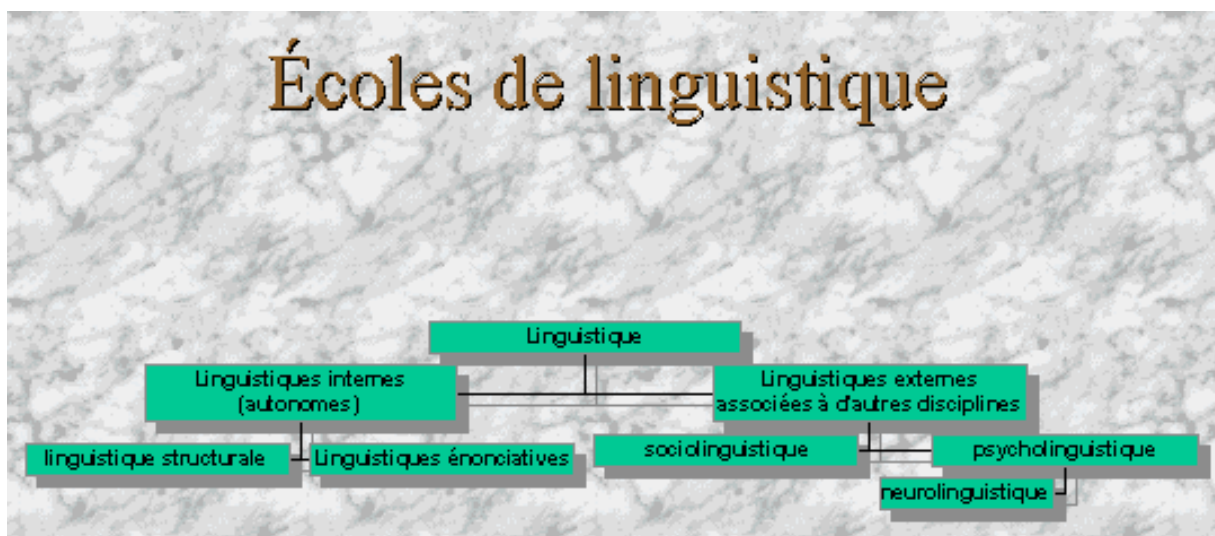 Écoles de linguistique
Linguistique
Linguistiques internes
(autonomes)
Linguistiques externes
associées à d'autres disciplines
linguistique structurale
Linguistiques énonciatives
sociolinguistique
psycholinguistique
neurolinguistique